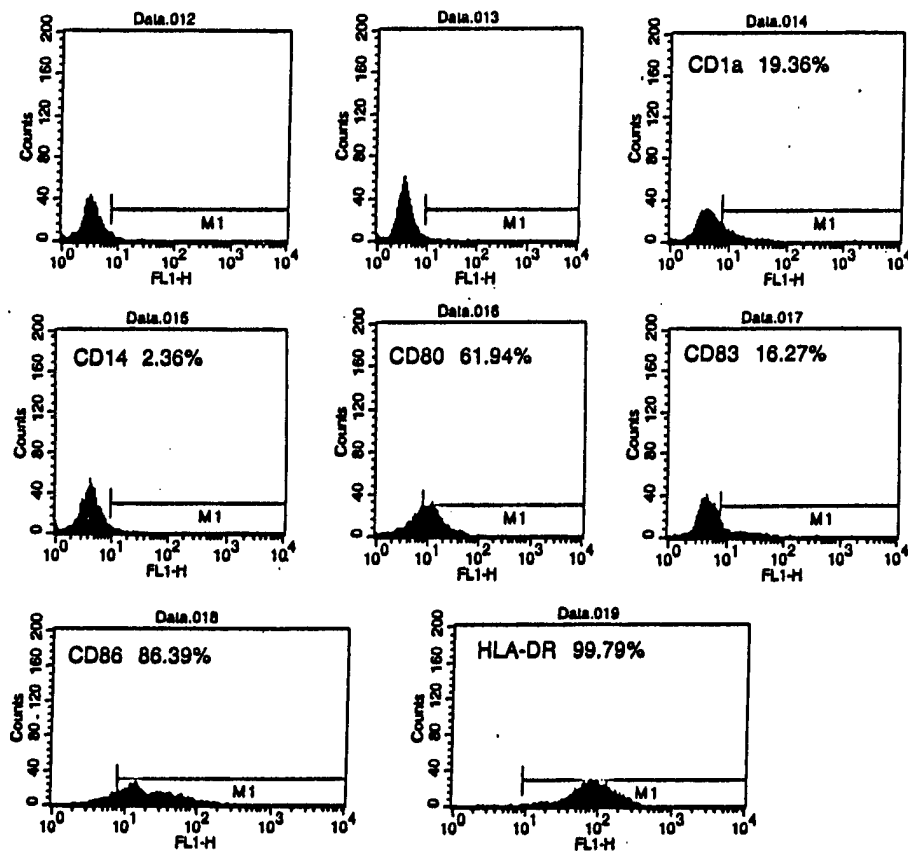 Data.012
Counts
200
160
120
80
40
0
M1
10^0 10^1 10^2 10^3 10^4
FL1-H
Data.013
Counts
200
160
120
80
40
0
M1
10^0 10^1 10^2 10^3 10^4
FL1-H
Data.014
CD1a 19.36%
Counts
200
160
120
80
40
0
M1
10^0 10^1 10^2 10^3 10^4
FL1-H
Data.015
CD14 2.36%
Counts
200
160
120
80
40
0
M1
10^0 10^1 10^2 10^3 10^4
FL1-H
Data.016
CD80 61.94%
Counts
200
160
120
80
40
0
M1
10^0 10^1 10^2 10^3 10^4
FL1-H
Data.017
CD83 16.27%
Counts
200
160
120
80
40
0
M1
10^0 10^1 10^2 10^3 10^4
FL1-H
Data.018
CD86 86.39%
Counts
200
160
120
80
40
0
M1
10^0 10^1 10^2 10^3 10^4
FL1-H
Data.019
HLA-DR 99.79%
Counts
200
160
120
80
40
0
M1
10^0 10^1 10^2 10^3 10^4
FL1-H